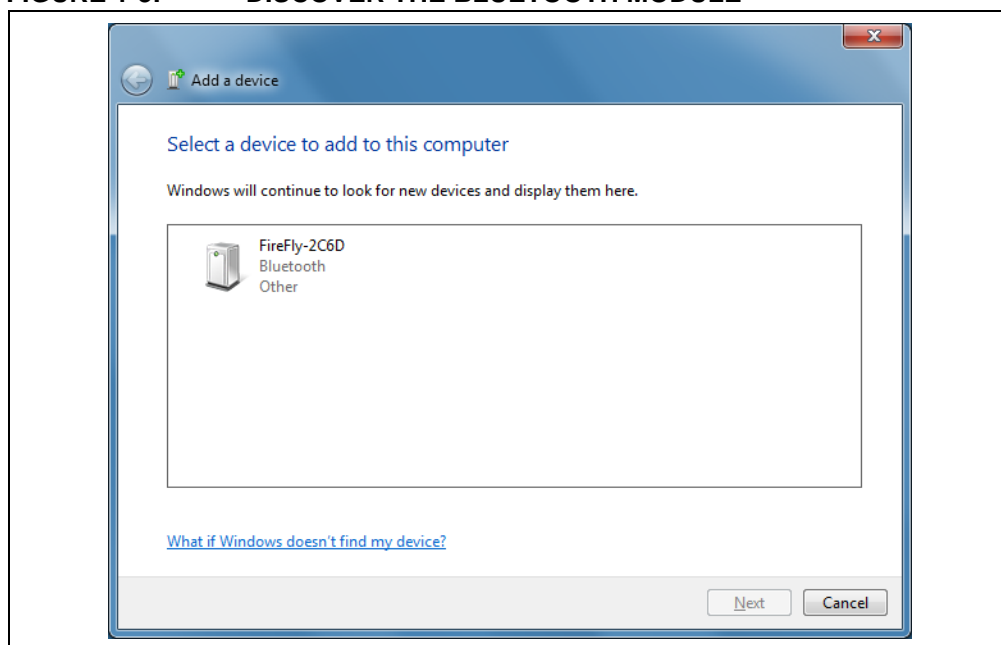 DISCOVER THE BLUETOOTH MODULE
Add a device
Select a device to add to this computer
Windows will continue to look for new devices and display them here.
FireFly-2C6D
Bluetooth
Other
What if Windows doesn't find my device?
Next
Cancel